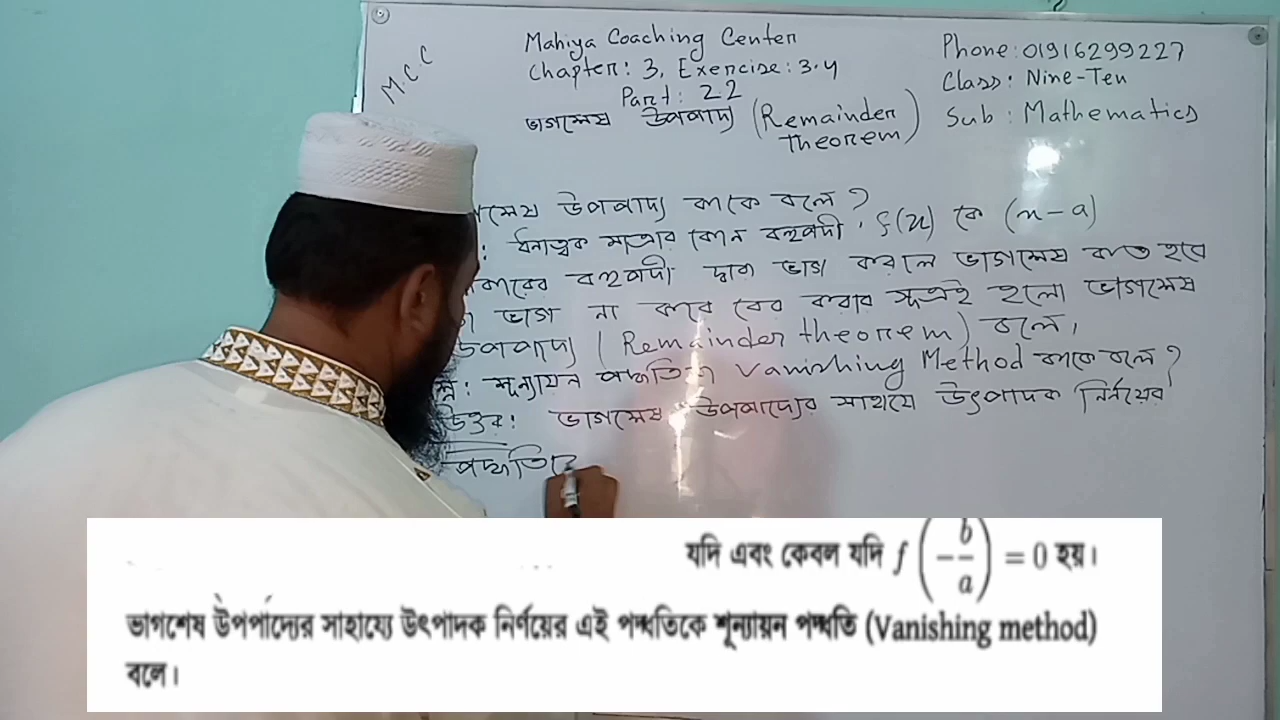 M.C.C
Mahiya Coaching Center
Chapter: 3, Exercise: 3.4
Part: 22
ভাগশেষ উপপাদ্য (Remainder
Theorem)
Phone: 01916299227
Class: Nine-Ten
Sub: Mathematics
উপপাদ্য কাকে বলে?
: ধনাত্বক মাত্রার কোন বহুপদী, f(x) কে (x-a)
বহুপদী দ্বারা ভাগ করলে ভাগশেষ কত হবে
ভাগ না করে বের করার সূত্রই হলো ভাগশেষ
উপপাদ্যে (Remainder theorem) বলে।
: শূন্যায়ন পদ্ধতি বা Vanishing Method কাকে বলে?
উত্তর: ভাগশেষ উপপাদ্যের সাহায্যে উৎপাদক নির্ণয়ের
পদ্ধতিকে
যদি এবং কেবল যদি f(-b/a) = 0 হয়।
ভাগশেষ উপপাদ্যের সাহায্যে উৎপাদক নির্ণয়ের এই পদ্ধতিকে শূন্যায়ন পদ্ধতি (Vanishing method)
বলে।